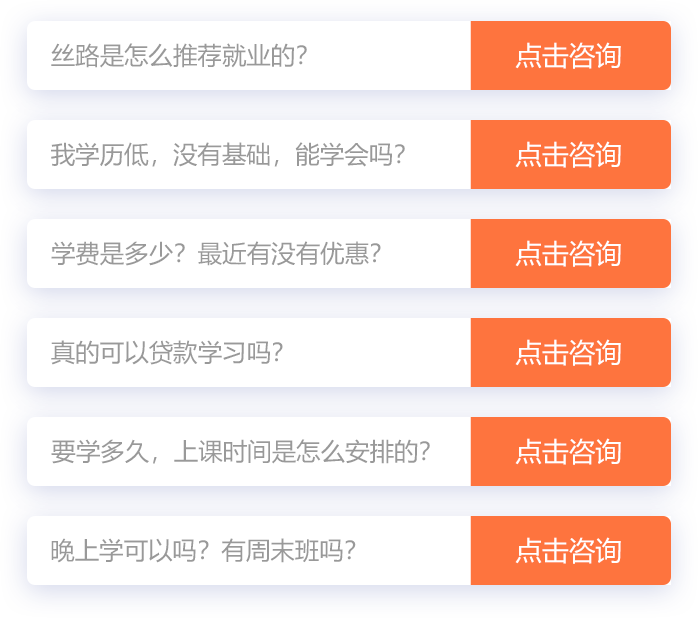 丝路是怎么推荐就业的？
点击咨询
我学历低，没有基础，能学会吗？
点击咨询
学费是多少？最近有没有优惠？
点击咨询
真的可以贷款学习吗？
点击咨询
要学多久，上课时间是怎么安排的？
点击咨询
晚上学可以吗？有周末班吗？
点击咨询